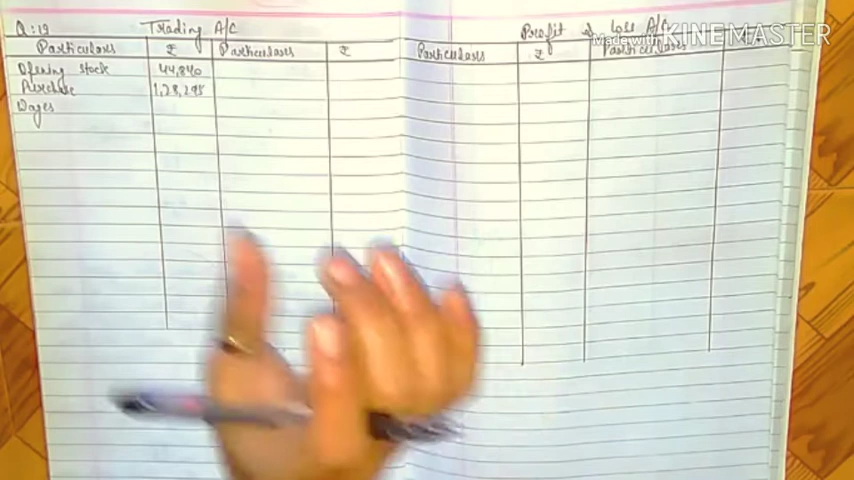 Q:19 Trading A/C
Particulars ₹ Particulars ₹
Opening stock 44,840
Purchase 1,28,295
Wages
Profit & Loss A/C
Particulars ₹ Particulars
Made with KINEMASTER